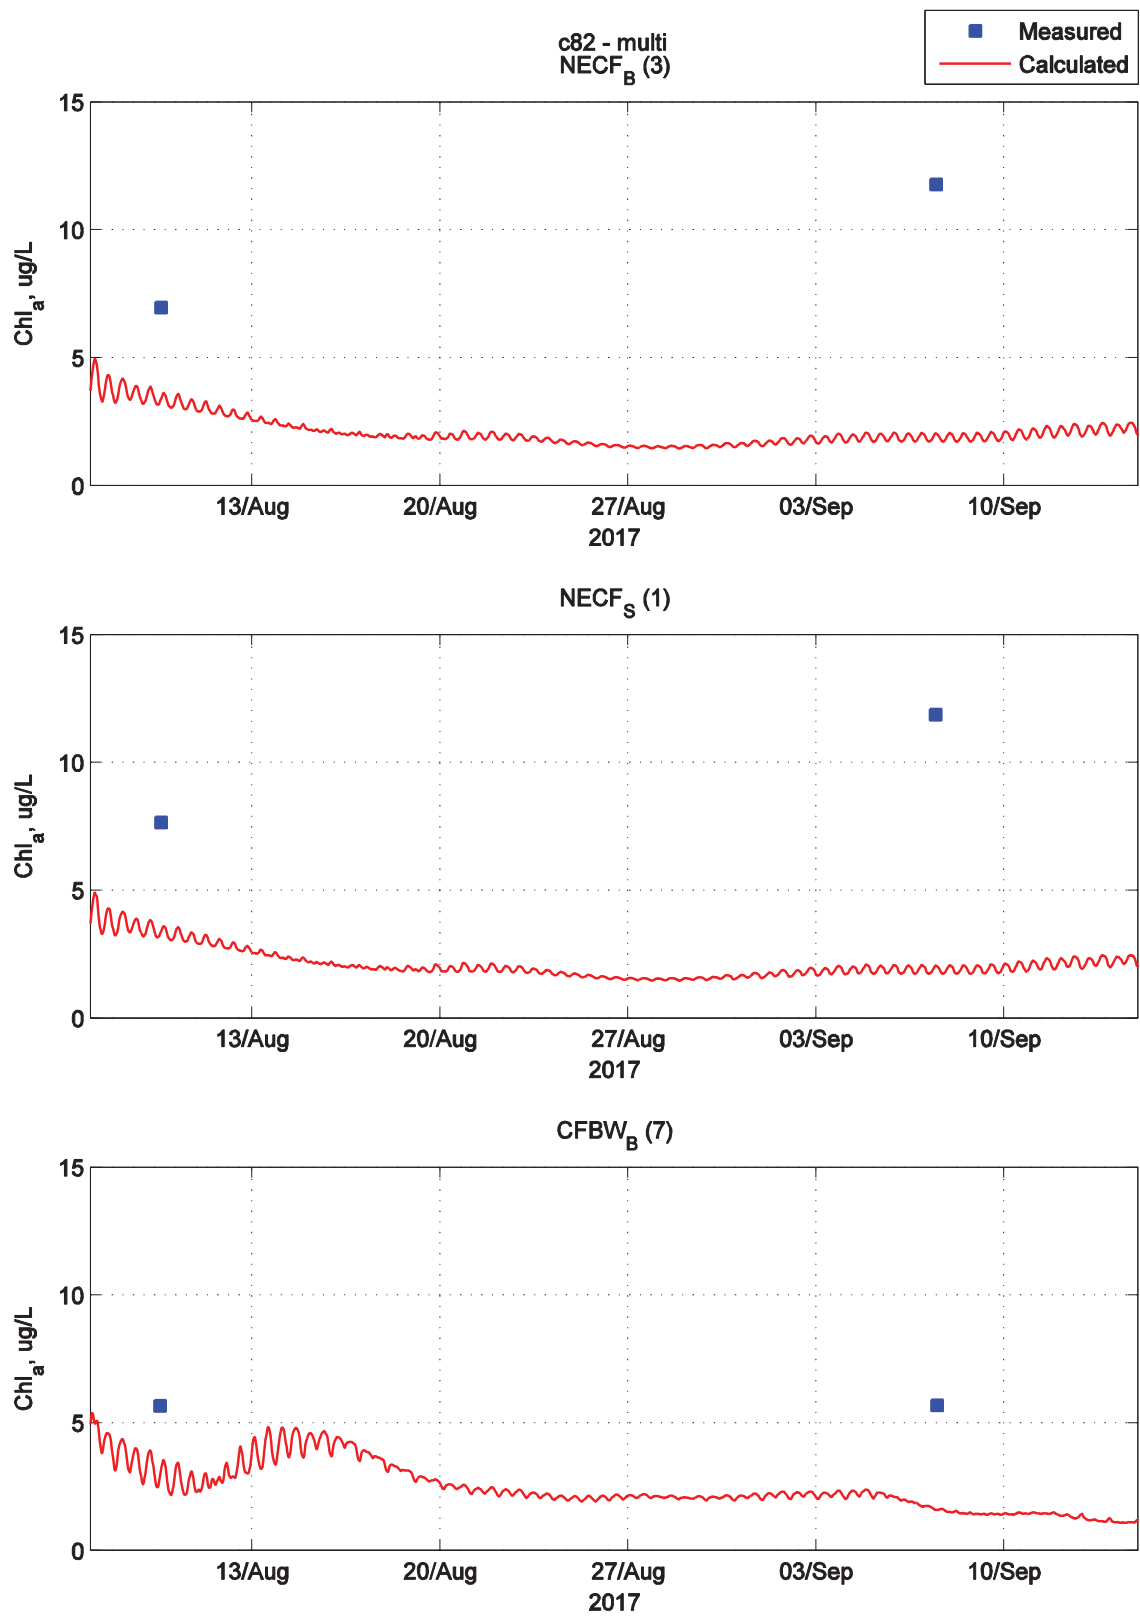 c82 - multi
NECF_B (3)
Measured
Calculated
15
10
5
0
Chl_a, ug/L
13/Aug 20/Aug 27/Aug 03/Sep 10/Sep
2017
NECF_S (1)
15
10
5
0
Chl_a, ug/L
13/Aug 20/Aug 27/Aug 03/Sep 10/Sep
2017
CFBW_B (7)
15
10
5
0
Chl_a, ug/L
13/Aug 20/Aug 27/Aug 03/Sep 10/Sep
2017